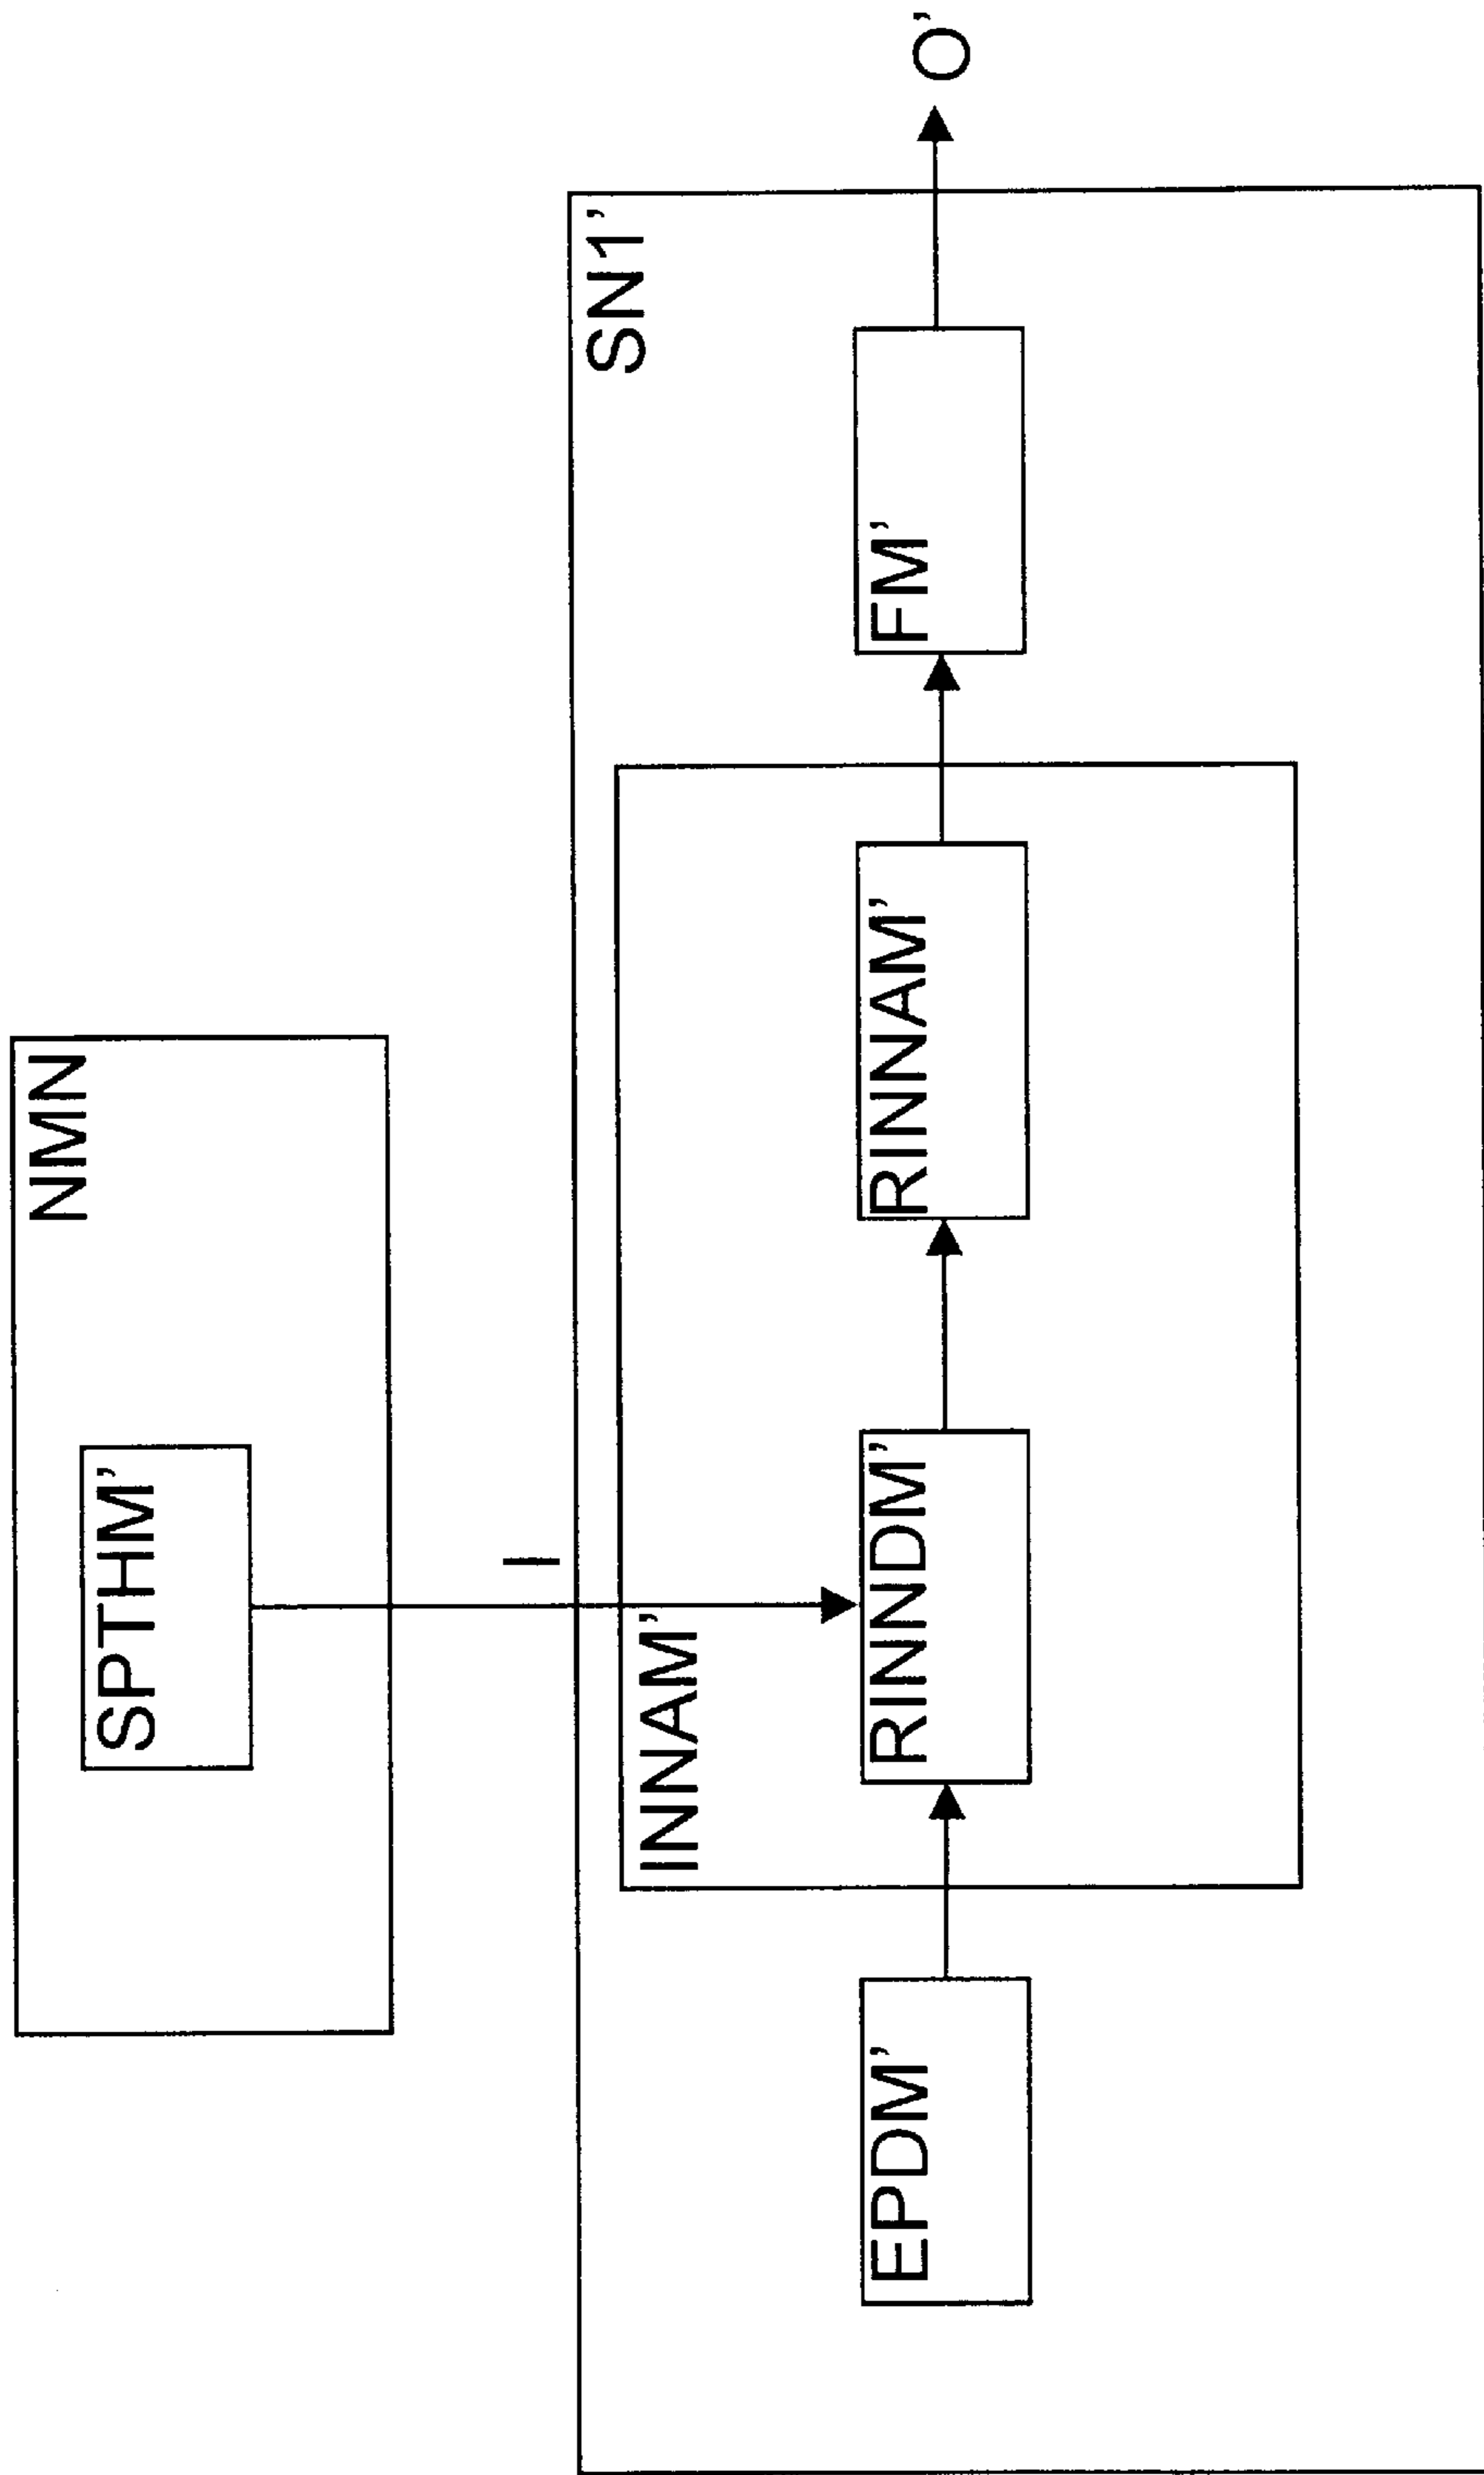 NMN
SPTHM’
I
SN1’
INNAM’
EPDM’
RINNDM’
RINNAM’
FM’
O’